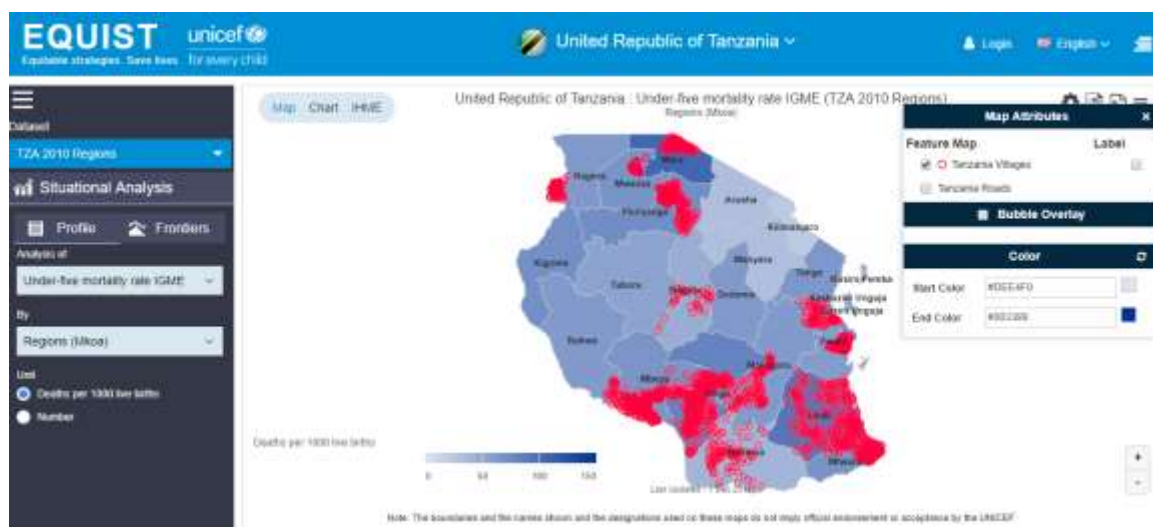 EQUIST
Equitable strategies. Save lives.
unicef
for every child
United Republic of Tanzania
Login
English
Dataset
TZA 2010 Regions
Situational Analysis
Profile
Frontiers
Analysis of
Under-five mortality rate IGME
By
Regions (Mkoa)
Unit
Deaths per 1000 live births
Number
Map Chart IHME
United Republic of Tanzania : Under-five mortality rate IGME (TZA 2010 Regions)
Regions (Mkoa)
Mara
Kagera
Mwanza
Arusha
Shinyanga
Kilimanjaro
Kigoma
Manyara
Tanga
Tabora
Dodoma
Rukwa
Mbeya
Lindi
Mtwara
Map Attributes ×
Feature Map
Label
Tanzania Villages
Tanzania Roads
Bubble Overlay
Color
Start Color
#DEE4F0
End Color
Deaths per 1000 live births
0
50
100
150
+
-
Note: The boundaries and the names shown and the designations used on these maps do not imply official endorsement or acceptance by the UNICEF